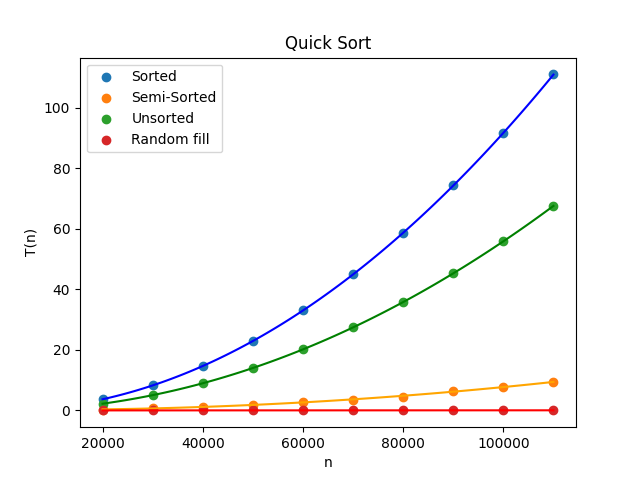 Quick Sort
Sorted
Semi-Sorted
Unsorted
Random fill
T(n)
100
80
60
40
20
0
20000 40000 60000 80000 100000
n